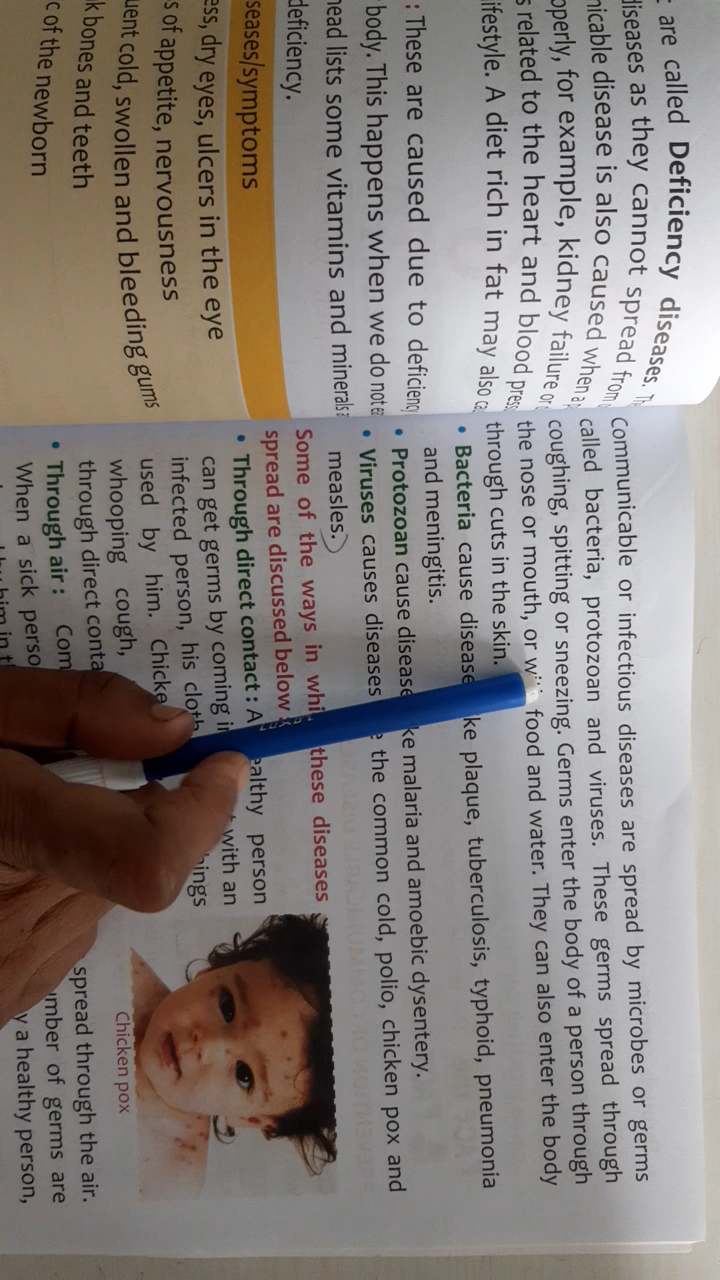 are called Deficiency diseases.
diseases as they cannot spread from
nicable disease is also caused when a
operly, for example, kidney failure or
s related to the heart and blood
ifestyle. A diet rich in fat may also
: These are caused due to deficiency
body. This happens when we do not
ead lists some vitamins and minerals
deficiency.
seases/symptoms
ess, dry eyes, ulcers in the eye
s of appetite, nervousness
uent cold, swollen and bleeding gums
k bones and teeth
c of the newborn
Communicable or infectious diseases are spread by microbes or germs
called bacteria, protozoan and viruses. These germs spread through
coughing, spitting or sneezing. Germs enter the body of a person through
the nose or mouth, or food and water. They can also enter the body
through cuts in the skin.
• Bacteria cause disease ke plaque, tuberculosis, typhoid, pneumonia
and meningitis.
• Protozoan cause disease ke malaria and amoebic dysentery.
• Viruses causes diseases the common cold, polio, chicken pox and
measles.
Some of the ways in whi these diseases
spread are discussed below
• Through direct contact : A ealthy person
can get germs by coming i with an
infected person, his cloth ings
used by him. Chicke
whooping cough,
through direct conta
• Through air : Com spread through the air.
When a sick perso mber of germs are
him in t y a healthy person,
Chicken pox